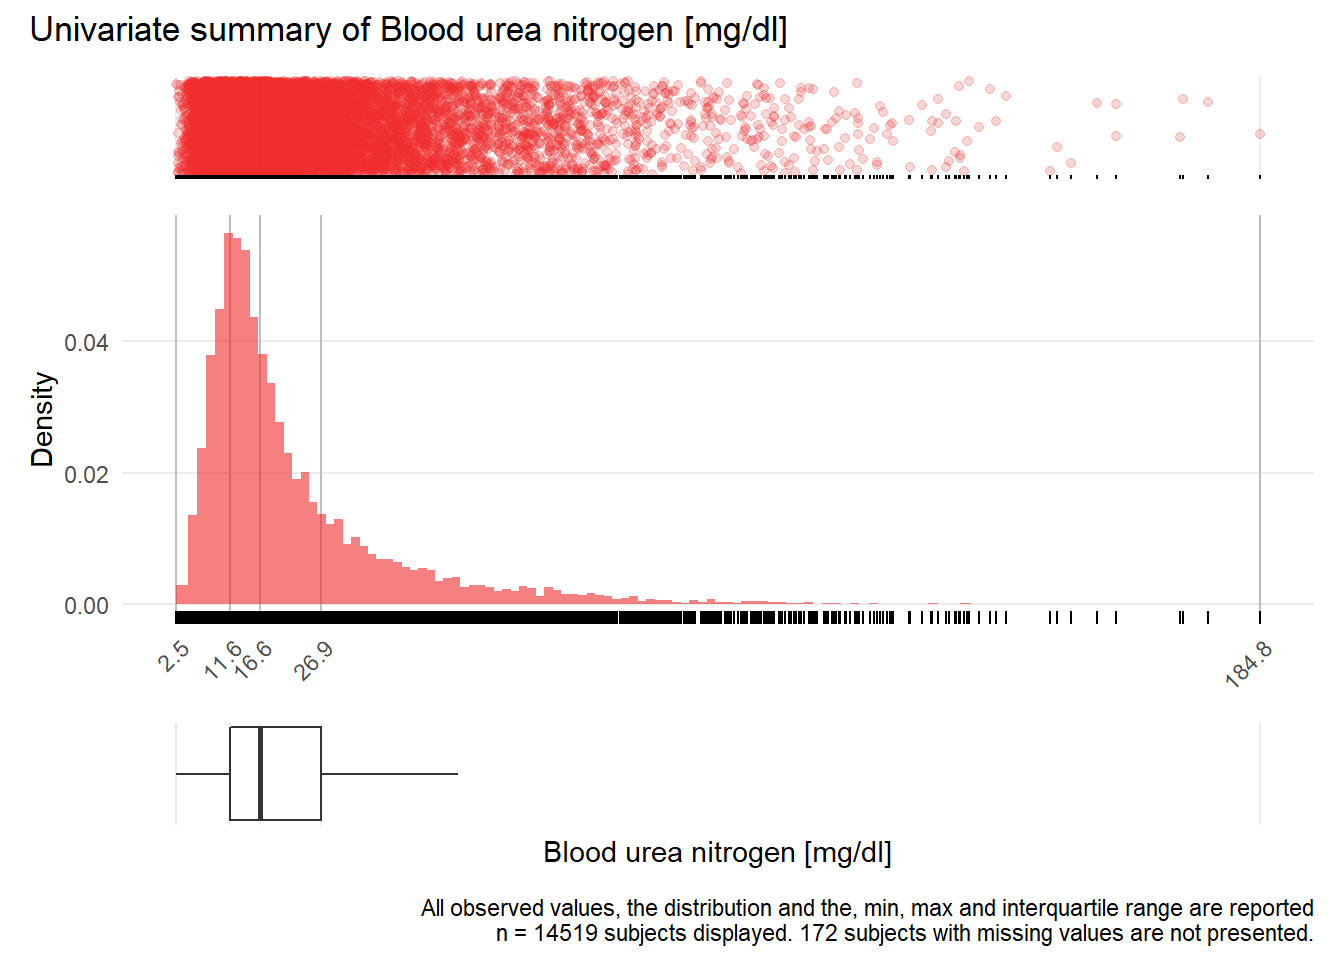 Univariate summary of Blood urea nitrogen [mg/dl]
Density
0.04
0.02
0.00
2.5
11.6
16.6
26.9
184.8
Blood urea nitrogen [mg/dl]
All observed values, the distribution and the, min, max and interquartile range are reported
n = 14519 subjects displayed. 172 subjects with missing values are not presented.